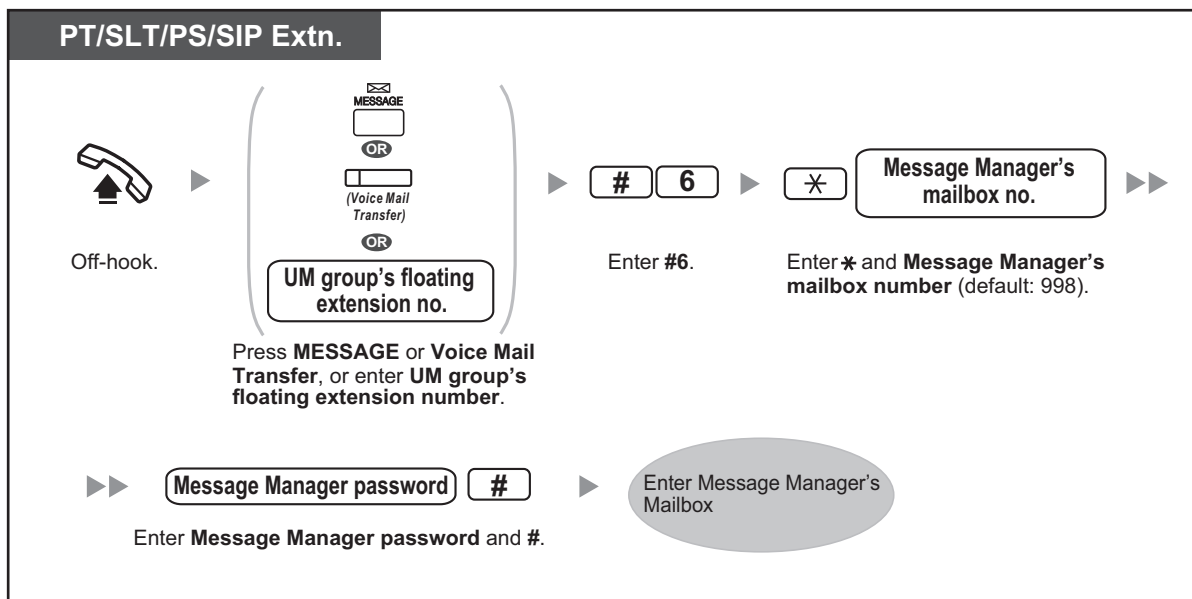 PT/SLT/PS/SIP Extn.
MESSAGE
OR
(Voice Mail
Transfer)
OR
UM group's floating
extension no.
# 6
* Message Manager's
mailbox no.
Off-hook.
Press MESSAGE or Voice Mail
Transfer, or enter UM group's
floating extension number.
Enter #6.
Enter * and Message Manager's
mailbox number (default: 998).
Message Manager password #
Enter Message Manager password and #.
Enter Message Manager's
Mailbox